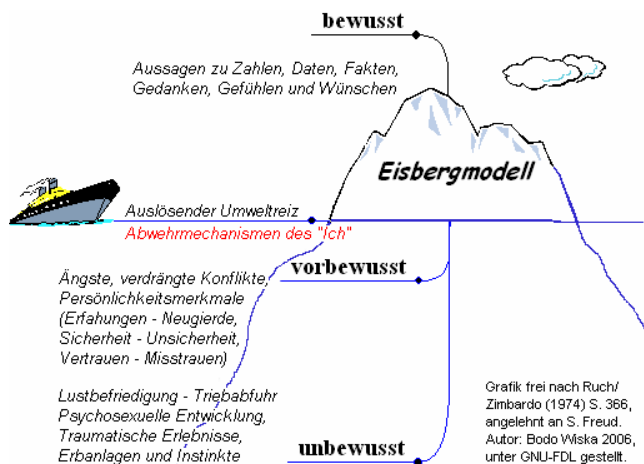 bewusst
Aussagen zu Zahlen, Daten, Fakten,
Gedanken, Gefühlen und Wünschen
Eisbergmodell
Auslösender Umweltreiz
Abwehrmechanismen des "Ich"
vorbewusst
Ängste, verdrängte Konflikte,
Persönlichkeitsmerkmale
(Erfahungen - Neugierde,
Sicherheit - Unsicherheit,
Vertrauen - Misstrauen)
Lustbefriedigung - Triebabfuhr
Psychosexuelle Entwicklung,
Traumatische Erlebnisse,
Erbanlagen und Instinkte
unbewusst
Grafik frei nach Ruch/
Zimbardo (1974) S. 366,
angelehnt an S. Freud.
Autor: Bodo Wiska 2006,
unter GNU-FDL gestellt.